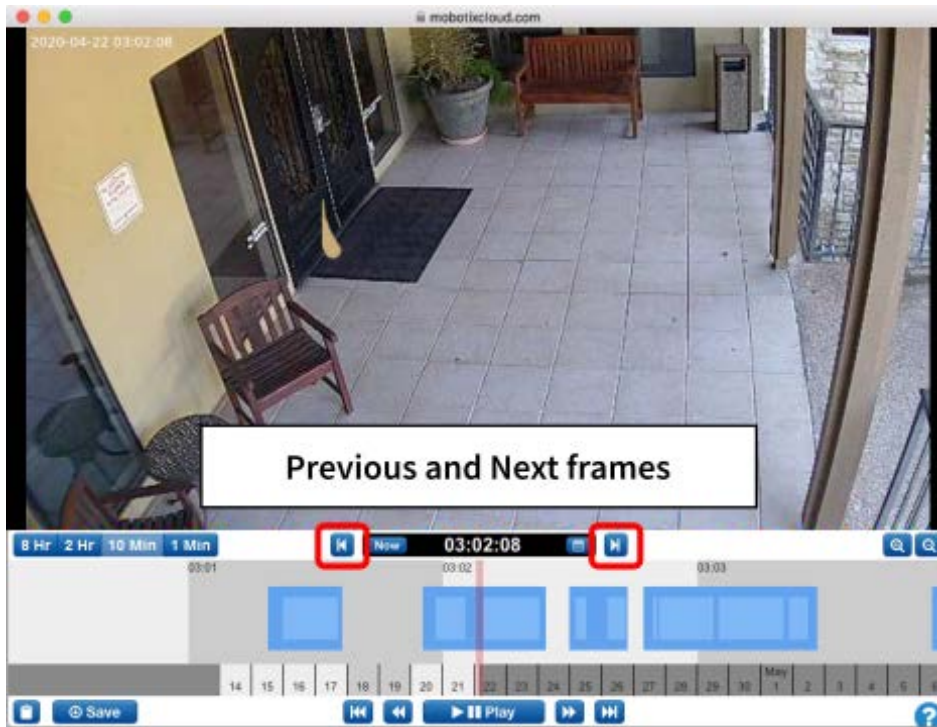 mobotixcloud.com
2020-04-22 03:02:08
Previous and Next frames
8 Hr 2 Hr 10 Min 1 Min Now 03:02:08
03:01 03:02 03:03
May
14 15 16 17 18 19 20 21 22 23 24 25 26 27 28 29 30 1 2 3 4 5
Save Play ?